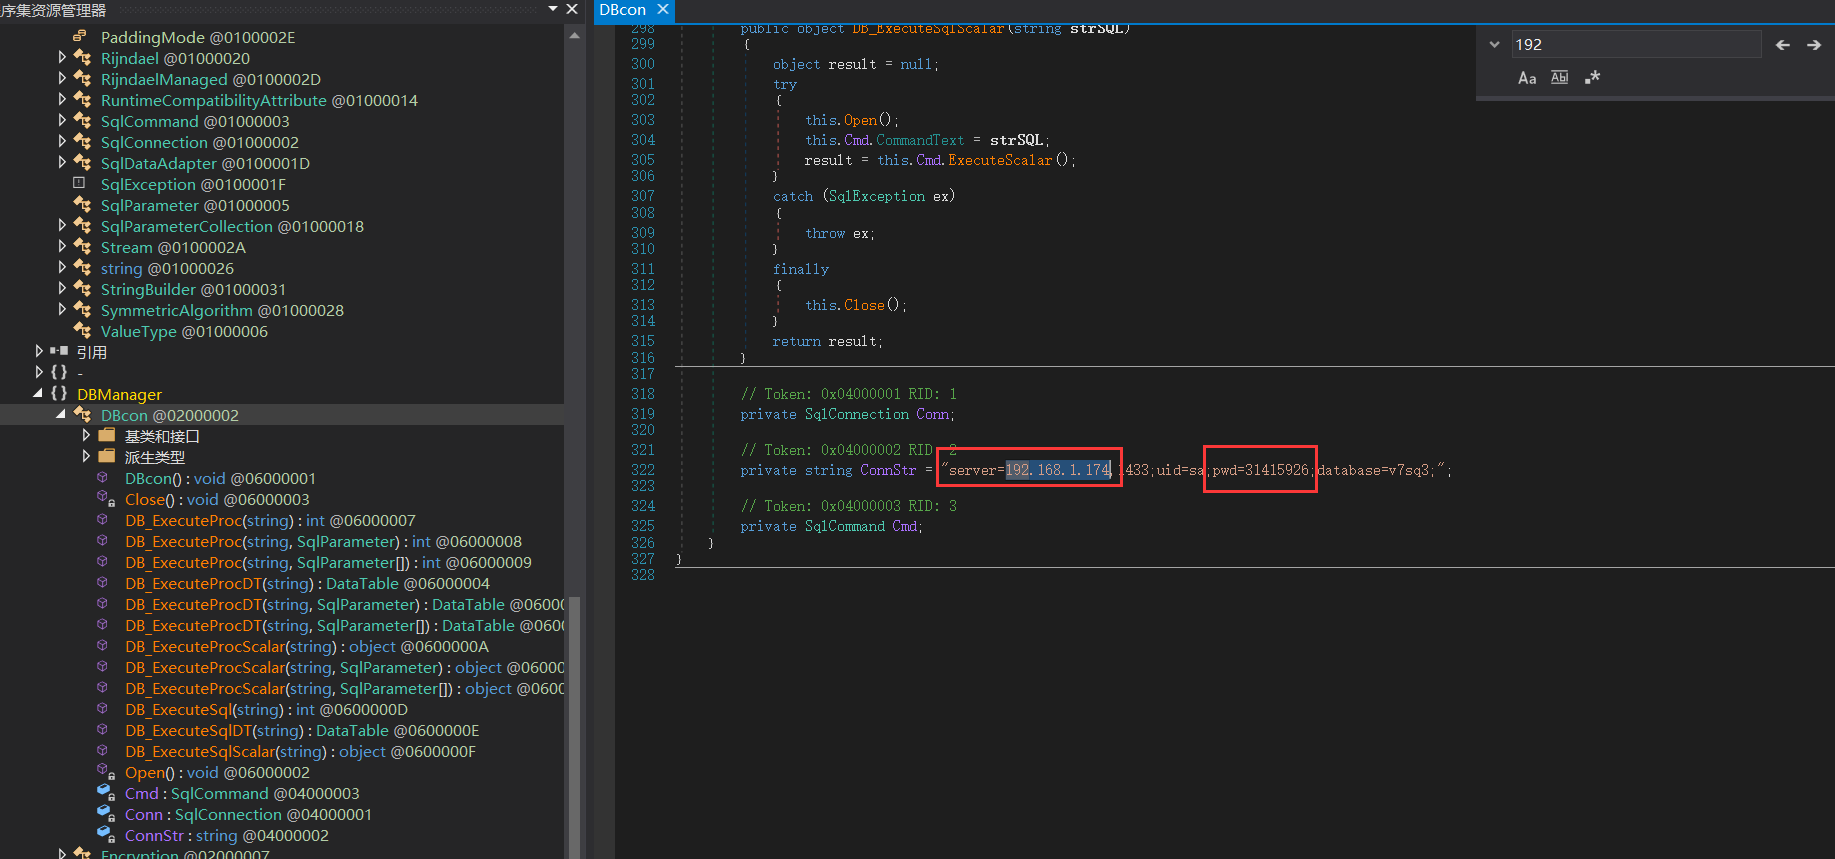 序集资源管理器
PaddingMode @0100002E
Rijndael @01000020
RijndaelManaged @0100002D
RuntimeCompatibilityAttribute @01000014
SqlCommand @01000003
SqlConnection @01000002
SqlDataAdapter @0100001D
SqlException @0100001F
SqlParameter @01000005
SqlParameterCollection @01000018
Stream @0100002A
string @01000026
StringBuilder @01000031
SymmetricAlgorithm @01000028
ValueType @01000006
引用
{ } -
{ } DBManager
DBcon @02000002
基类和接口
派生类型
DBcon() : void @06000001
Close() : void @06000003
DB_ExecuteProc(string) : int @06000007
DB_ExecuteProc(string, SqlParameter) : int @06000008
DB_ExecuteProc(string, SqlParameter[]) : int @06000009
DB_ExecuteProcDT(string) : DataTable @06000004
DB_ExecuteProcDT(string, SqlParameter) : DataTable @0600
DB_ExecuteProcDT(string, SqlParameter[]) : DataTable @060
DB_ExecuteProcScalar(string) : object @0600000A
DB_ExecuteProcScalar(string, SqlParameter) : object @0600
DB_ExecuteProcScalar(string, SqlParameter[]) : object @060
DB_ExecuteSql(string) : int @0600000D
DB_ExecuteSqlDT(string) : DataTable @0600000E
DB_ExecuteSqlScalar(string) : object @0600000F
Open() : void @06000002
Cmd : SqlCommand @04000003
Conn : SqlConnection @04000001
ConnStr : string @04000002
Encryption @02000007
DBcon
298 public object DB_ExecuteSqlScalar(string strSQL)
299 {
300 object result = null;
301 try
302 {
303 this.Open();
304 this.Cmd.CommandText = strSQL;
305 result = this.Cmd.ExecuteScalar();
306 }
307 catch (SqlException ex)
308 {
309 throw ex;
310 }
311 finally
312 {
313 this.Close();
314 }
315 return result;
316 }
317
318 // Token: 0x04000001 RID: 1
319 private SqlConnection Conn;
320
321 // Token: 0x04000002 RID: 2
322 private string ConnStr = "server=192.168.1.174,1433;uid=sa;pwd=31415926;database=v7sq3;";
323
324 // Token: 0x04000003 RID: 3
325 private SqlCommand Cmd;
326 }
327 }
328
192
Aa Abl .*